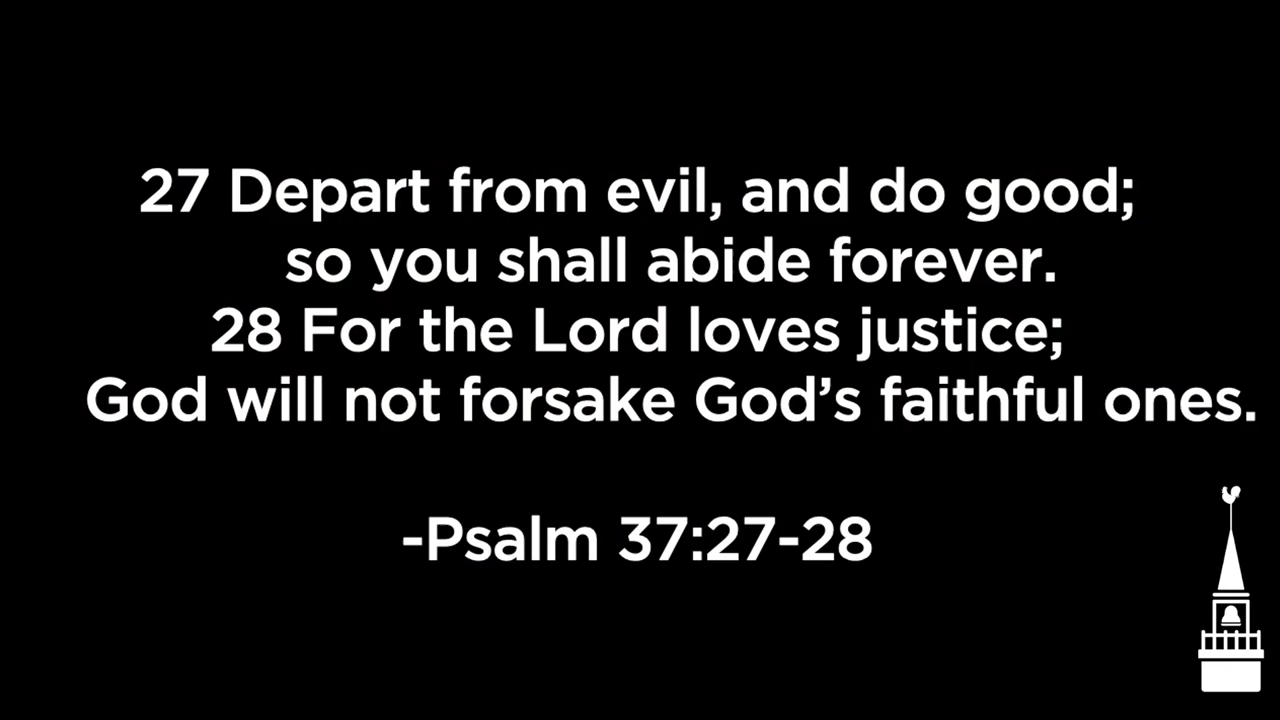 27 Depart from evil, and do good;
so you shall abide forever.
28 For the Lord loves justice;
God will not forsake God’s faithful ones.
-Psalm 37:27-28